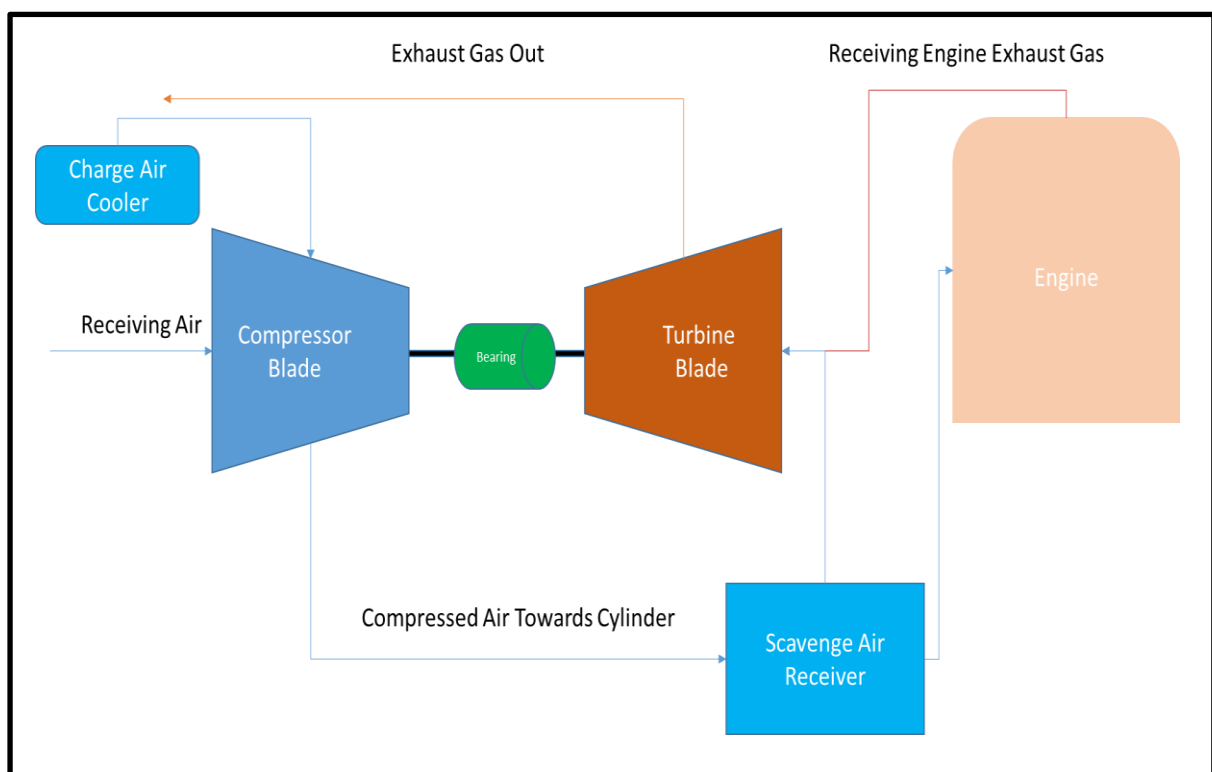 Exhaust Gas Out
Receiving Engine Exhaust Gas
Charge Air
Cooler
Receiving Air
Compressor
Blade
Bearing
Turbine
Blade
Engine
Compressed Air Towards Cylinder
Scavenge Air
Receiver